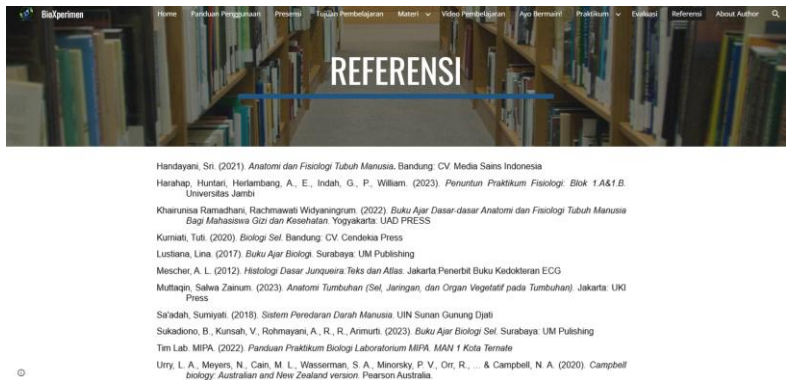 BioXperimen Home Panduan Penggunaan Presensi Tujuan Pembelajaran Materi Video Pembelajaran Ayo Bermain! Praktikum Evaluasi Referensi About Author
REFERENSI
Handayani, Sri. (2021). Anatomi dan Fisiologi Tubuh Manusia. Bandung: CV. Media Sains Indonesia
Harahap, Huntari, Herlambang, A., E., Indah, G., P., William. (2023). Penuntun Praktikum Fisiologi: Blok 1.A&1.B.
Universitas Jambi
Khairunisa Ramadhani, Rachmawati Widyaningrum. (2022). Buku Ajar Dasar-dasar Anatomi dan Fisiologi Tubuh Manusia
Bagi Mahasiswa Gizi dan Kesehatan. Yogyakarta: UAD PRESS
Kurniati, Tuti. (2020). Biologi Sel. Bandung: CV. Cendekia Press
Lustiana, Lina. (2017). Buku Ajar Biologi. Surabaya: UM Publishing
Mescher, A. L. (2012). Histologi Dasar Junqueira:Teks dan Atlas. Jakarta:Penerbit Buku Kedokteran ECG
Muttaqin, Salwa Zainum. (2023). Anatomi Tumbuhan (Sel, Jaringan, dan Organ Vegetatif pada Tumbuhan). Jakarta: UKI
Press
Sa'adah, Sumiyati. (2018). Sistem Peredaran Darah Manusia. UIN Sunan Gunung Djati
Sukadiono, B., Kunsah, V., Rohmayani, A., R., R., Arimurti. (2023). Buku Ajar Biologi Sel. Surabaya: UM Pulishing
Tim Lab. MIPA. (2022). Panduan Praktikum Biologi Laboratorium MIPA. MAN 1 Kota Ternate
Urry, L. A., Meyers, N., Cain, M. L., Wasserman, S. A., Minorsky, P. V., Orr, R., ... & Campbell, N. A. (2020). Campbell
biology: Australian and New Zealand version. Pearson Australia.